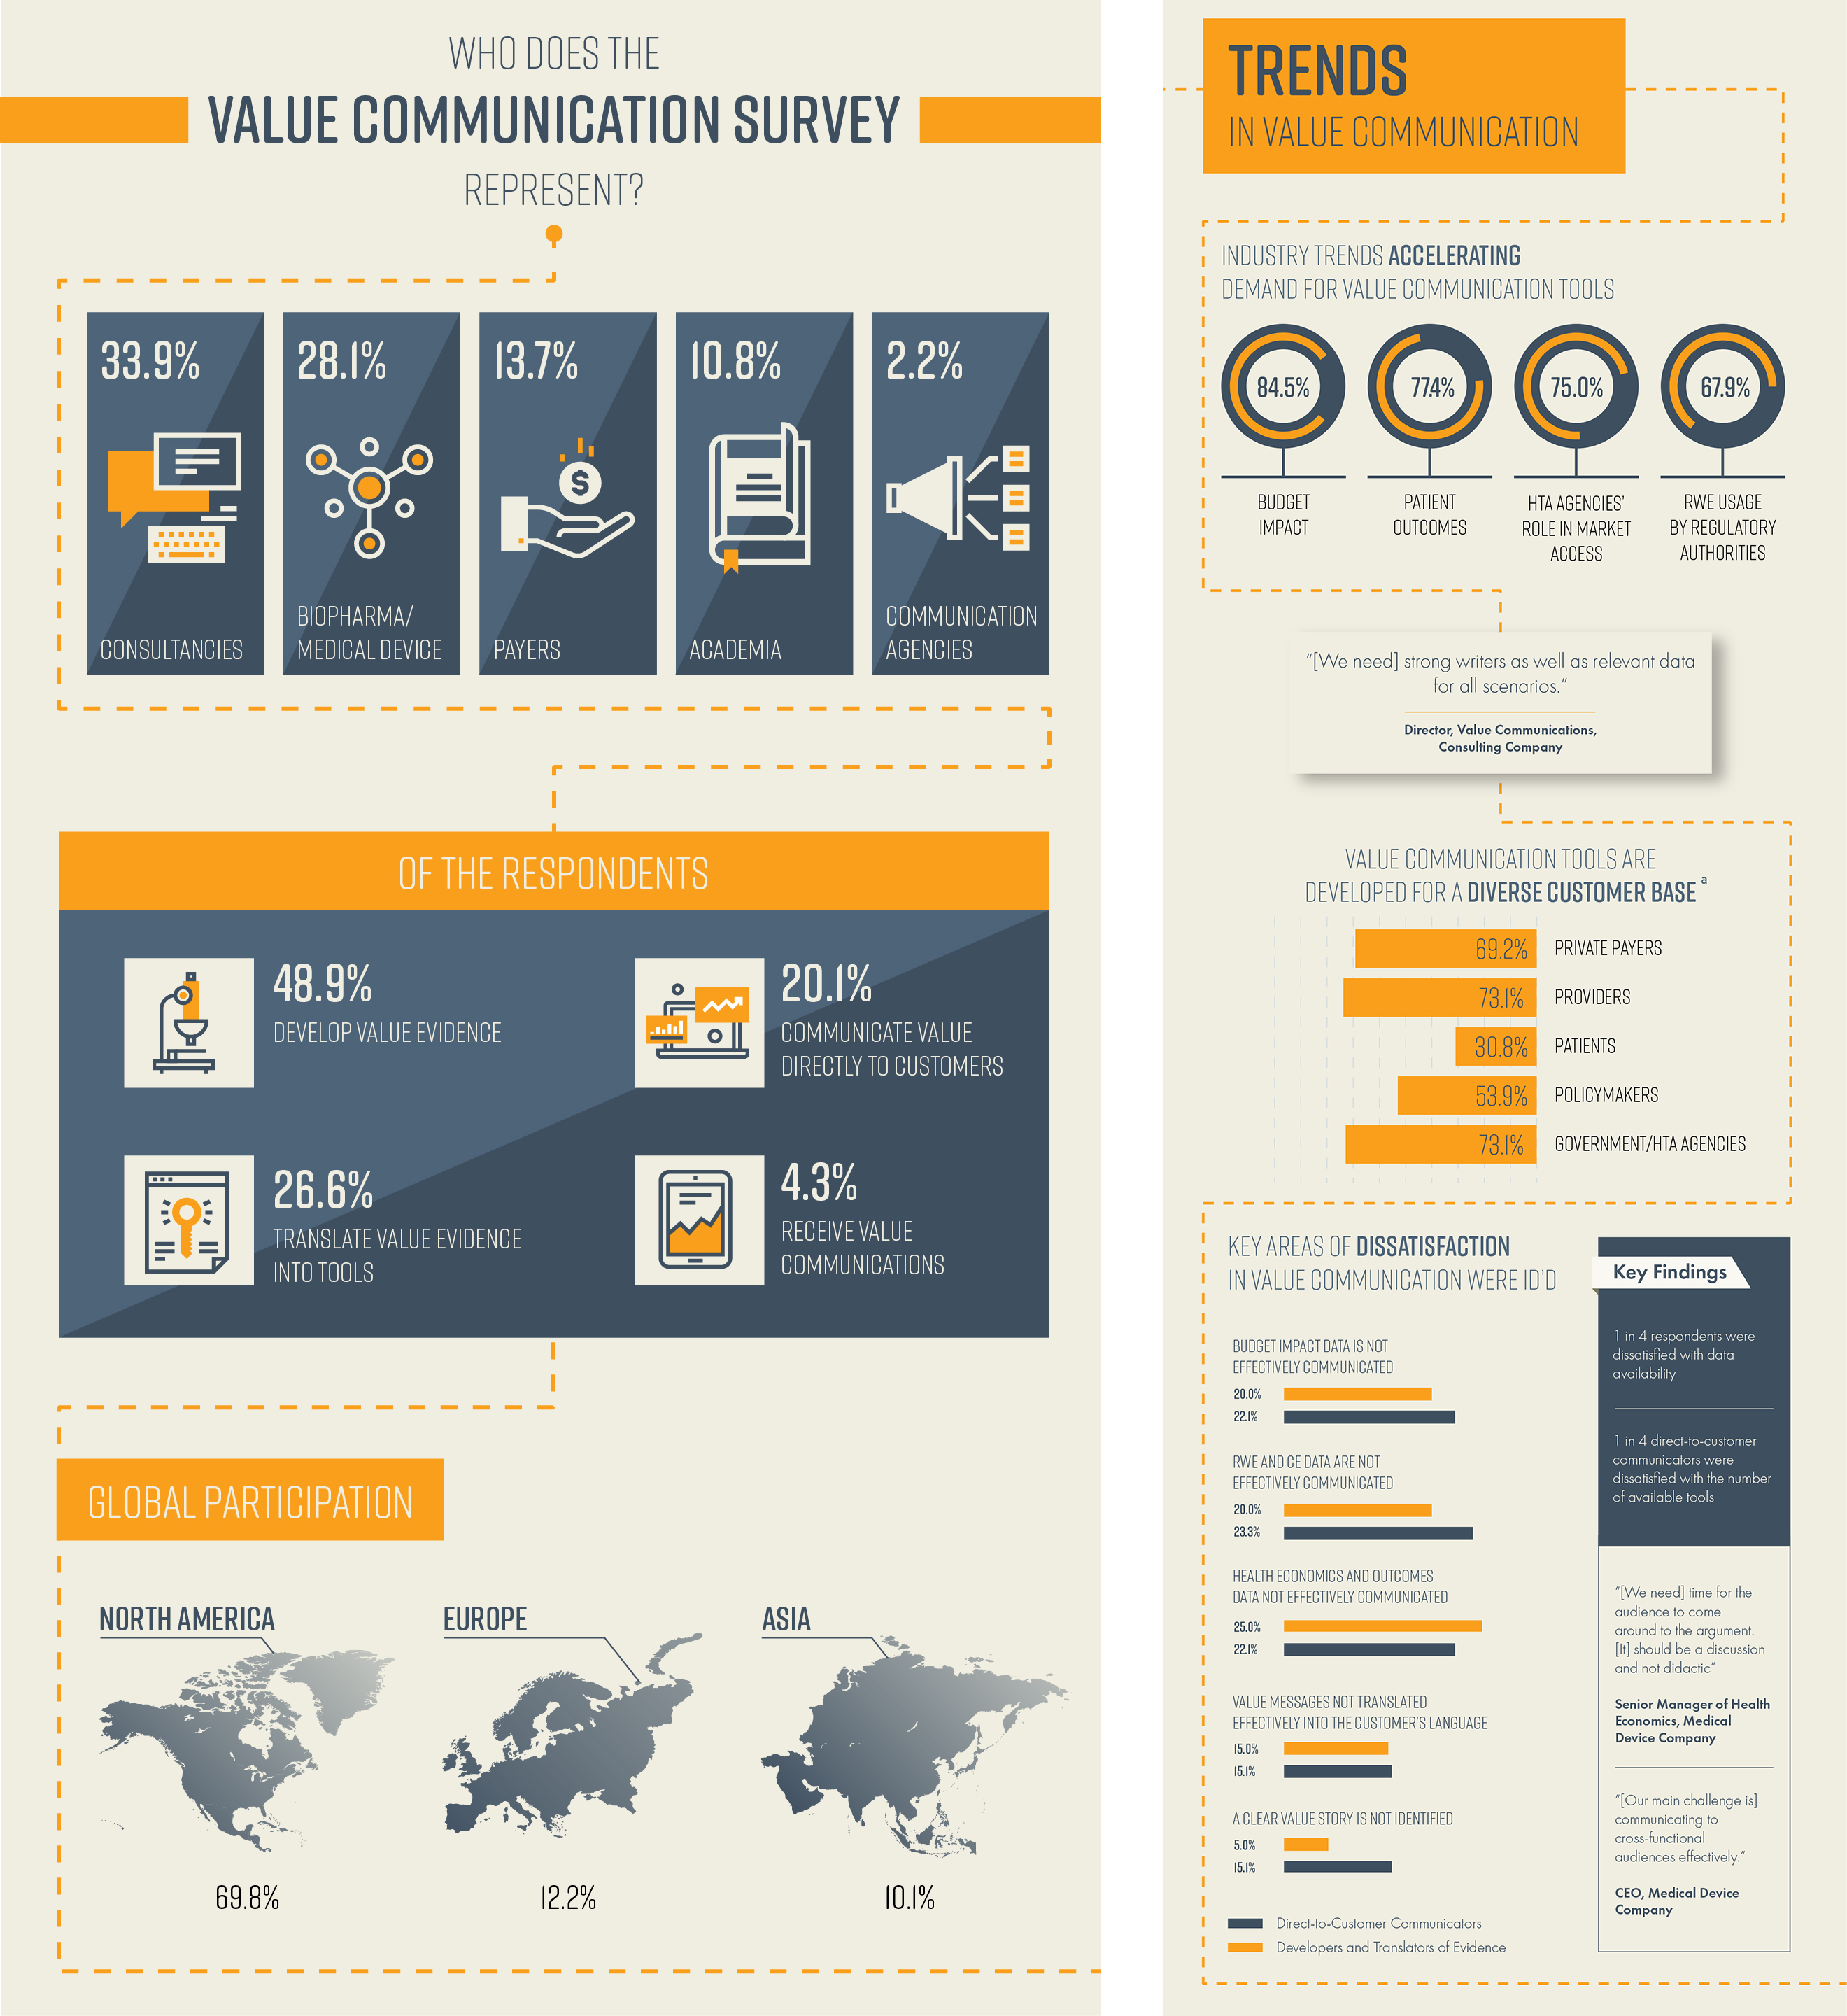 WHO DOES THE
VALUE COMMUNICATION SURVEY
REPRESENT?
33.9%
CONSULTANCIES
28.1%
BIOPHARMA/
MEDICAL DEVICE
13.7%
PAYERS
10.8%
ACADEMIA
2.2%
COMMUNICATION
AGENCIES
OF THE RESPONDENTS
48.9%
DEVELOP VALUE EVIDENCE
20.1%
COMMUNICATE VALUE
DIRECTLY TO CUSTOMERS
26.6%
TRANSLATE VALUE EVIDENCE
INTO TOOLS
4.3%
RECEIVE VALUE
COMMUNICATIONS
GLOBAL PARTICIPATION
NORTH AMERICA
69.8%
EUROPE
12.2%
ASIA
10.1%
TRENDS
IN VALUE COMMUNICATION
INDUSTRY TRENDS ACCELERATING
DEMAND FOR VALUE COMMUNICATION TOOLS
84.5%
BUDGET
IMPACT
77.4%
PATIENT
OUTCOMES
75.0%
HTA AGENCIES'
ROLE IN MARKET
ACCESS
67.9%
RWE USAGE
BY REGULATORY
AUTHORITIES
“[We need] strong writers as well as relevant data
for all scenarios.”
Director, Value Communications,
Consulting Company
VALUE COMMUNICATION TOOLS ARE
DEVELOPED FOR A DIVERSE CUSTOMER BASE a
69.2% PRIVATE PAYERS
73.1% PROVIDERS
30.8% PATIENTS
53.9% POLICYMAKERS
73.1% GOVERNMENT/HTA AGENCIES
KEY AREAS OF DISSATISFACTION
IN VALUE COMMUNICATION WERE ID'D
BUDGET IMPACT DATA IS NOT
EFFECTIVELY COMMUNICATED
20.0%
22.1%
RWE AND CE DATA ARE NOT
EFFECTIVELY COMMUNICATED
20.0%
23.3%
HEALTH ECONOMICS AND OUTCOMES
DATA NOT EFFECTIVELY COMMUNICATED
25.0%
22.1%
VALUE MESSAGES NOT TRANSLATED
EFFECTIVELY INTO THE CUSTOMER'S LANGUAGE
15.0%
15.1%
A CLEAR VALUE STORY IS NOT IDENTIFIED
5.0%
15.1%
Direct-to-Customer Communicators
Developers and Translators of Evidence
Key Findings
1 in 4 respondents were
dissatisfied with data
availability
1 in 4 direct-to-customer
communicators were
dissatisfied with the number
of available tools
“[We need] time for the
audience to come
around to the argument.
[It] should be a discussion
and not didactic”
Senior Manager of Health
Economics, Medical
Device Company
“[Our main challenge is]
communicating to
cross-functional
audiences effectively.”
CEO, Medical Device
Company